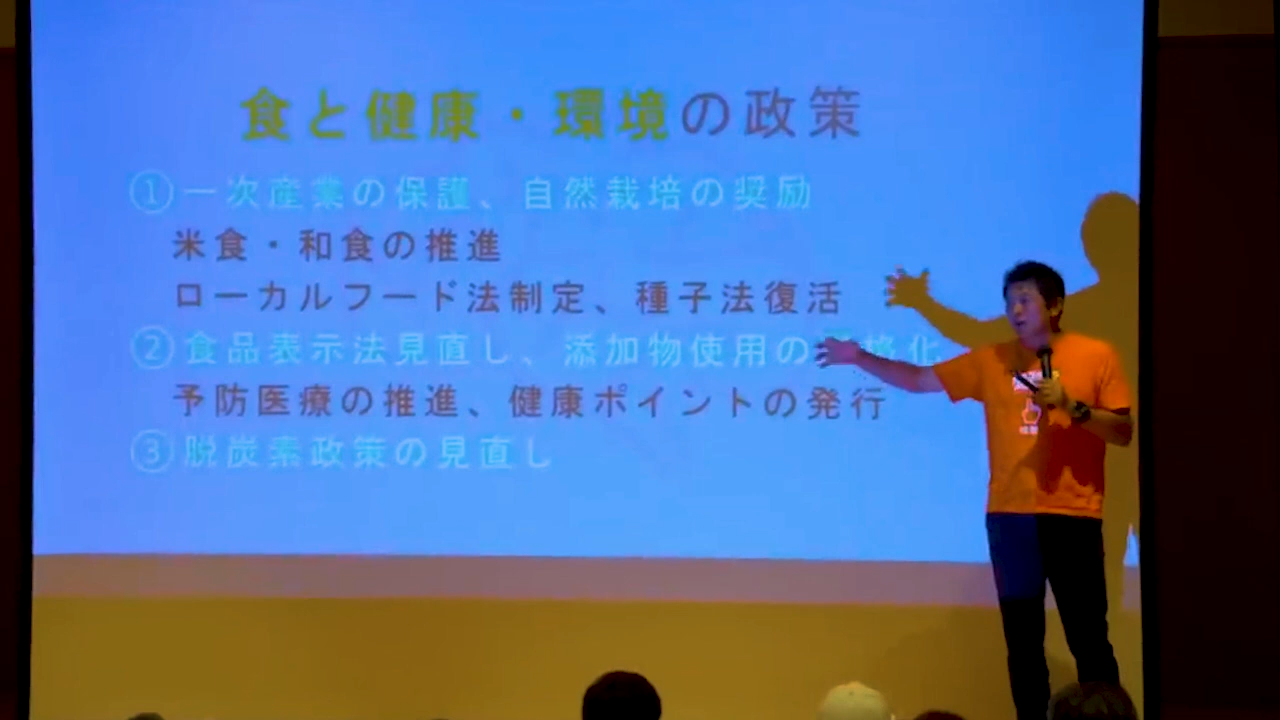 食と健康・環境の政策
①一次産業の保護、自然栽培の奨励
米食・和食の推進
ローカルフード法制定、種子法復活
②食品表示法見直し、添加物使用の 格化
予防医療の推進、健康ポイントの発行
③脱炭素政策の見直し